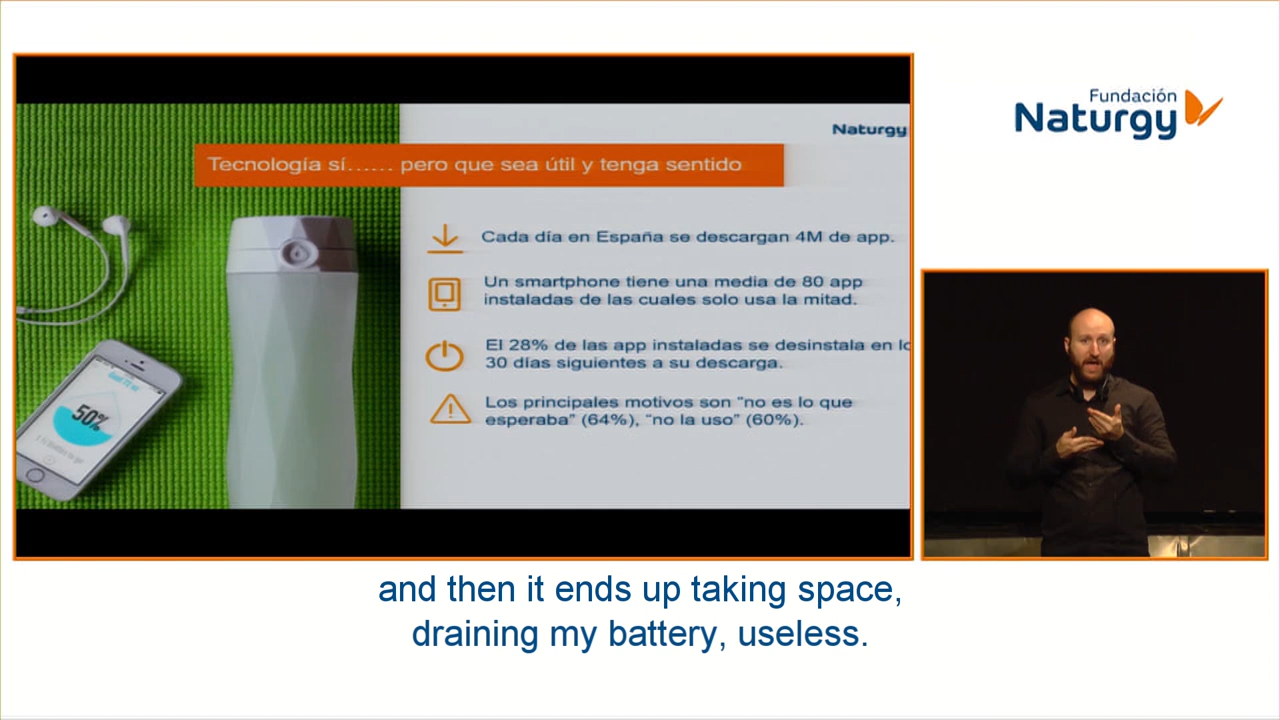 Fundación
Naturgy
Naturgy
Tecnología sí...... pero que sea útil y tenga sentido
Cada día en España se descargan 4M de app.
Un smartphone tiene una media de 80 app
instaladas de las cuales solo usa la mitad.
El 28% de las app instaladas se desinstala en lo
30 días siguientes a su descarga.
Los principales motivos son “no es lo que
esperaba” (64%), “no la uso” (60%).
50%
and then it ends up taking space,
draining my battery, useless.